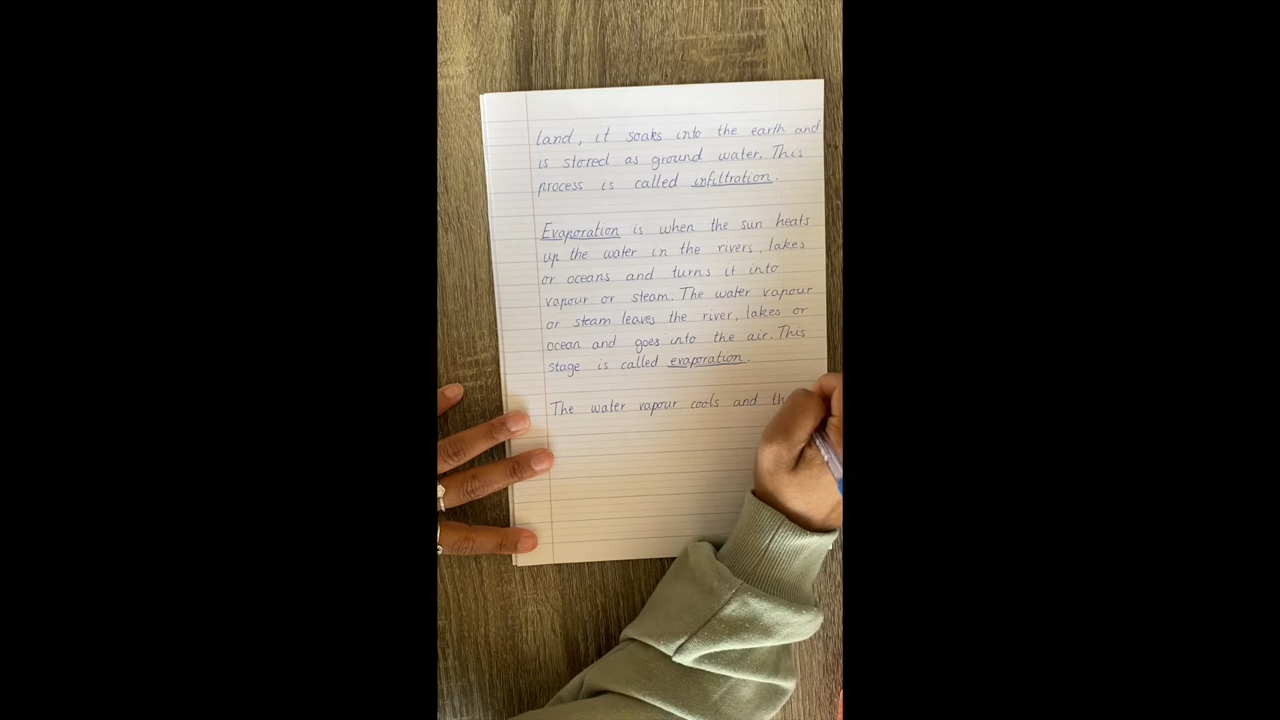 land, it soaks into the earth and
is stored as ground water. This
process is called infiltration.
Evaporation is when the sun heats
up the water in the rivers, lakes
or oceans and turns it into
vapour or steam. The water vapour
or steam leaves the river, lakes or
ocean and goes into the air. This
stage is called evaporation.
The water vapour cools and th